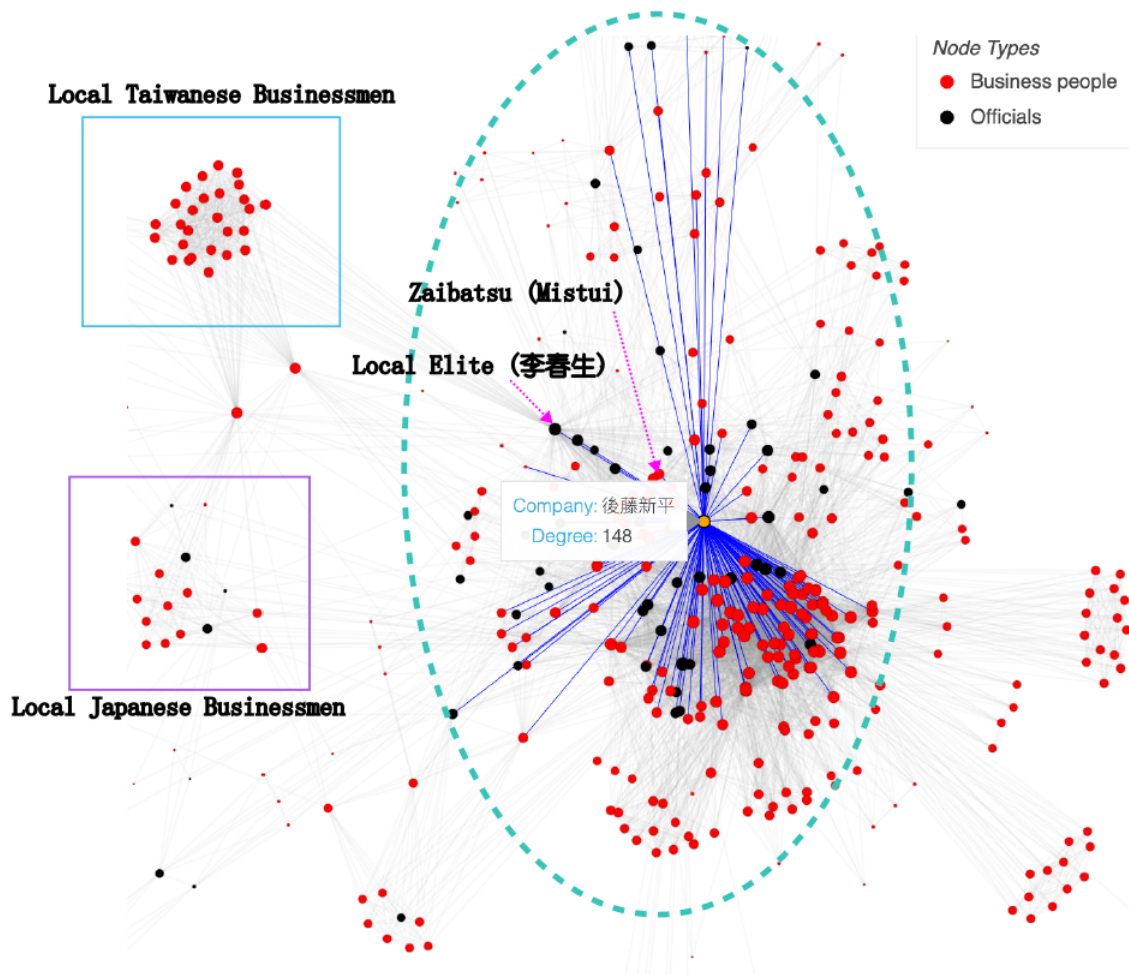 Node Types
Business people
Officials
Local Taiwanese Businessmen
Zaibatsu (Mistui)
Local Elite (李春生)
Company: 後藤新平
Degree: 148
Local Japanese Businessmen